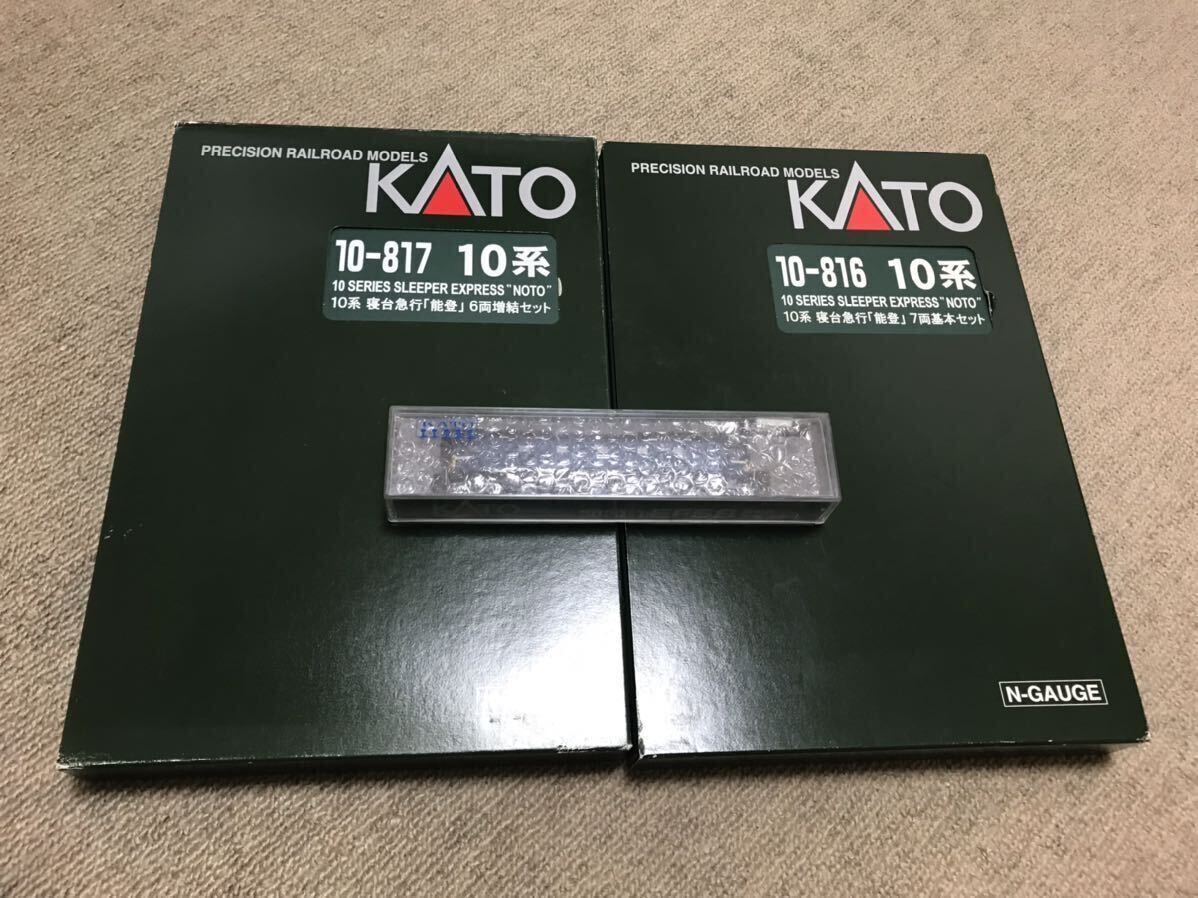 PRECISION RAILROAD MODELS
KATO
10-817 10系
10 SERIES SLEEPER EXPRESS "NOTO"
10系 寝台急行「能登」 6両増結セット
PRECISION RAILROAD MODELS
KATO
10-816 10系
10 SERIES SLEEPER EXPRESS "NOTO"
10系 寝台急行「能登」 7両基本セット
KATO
KATO
N-GAUGE